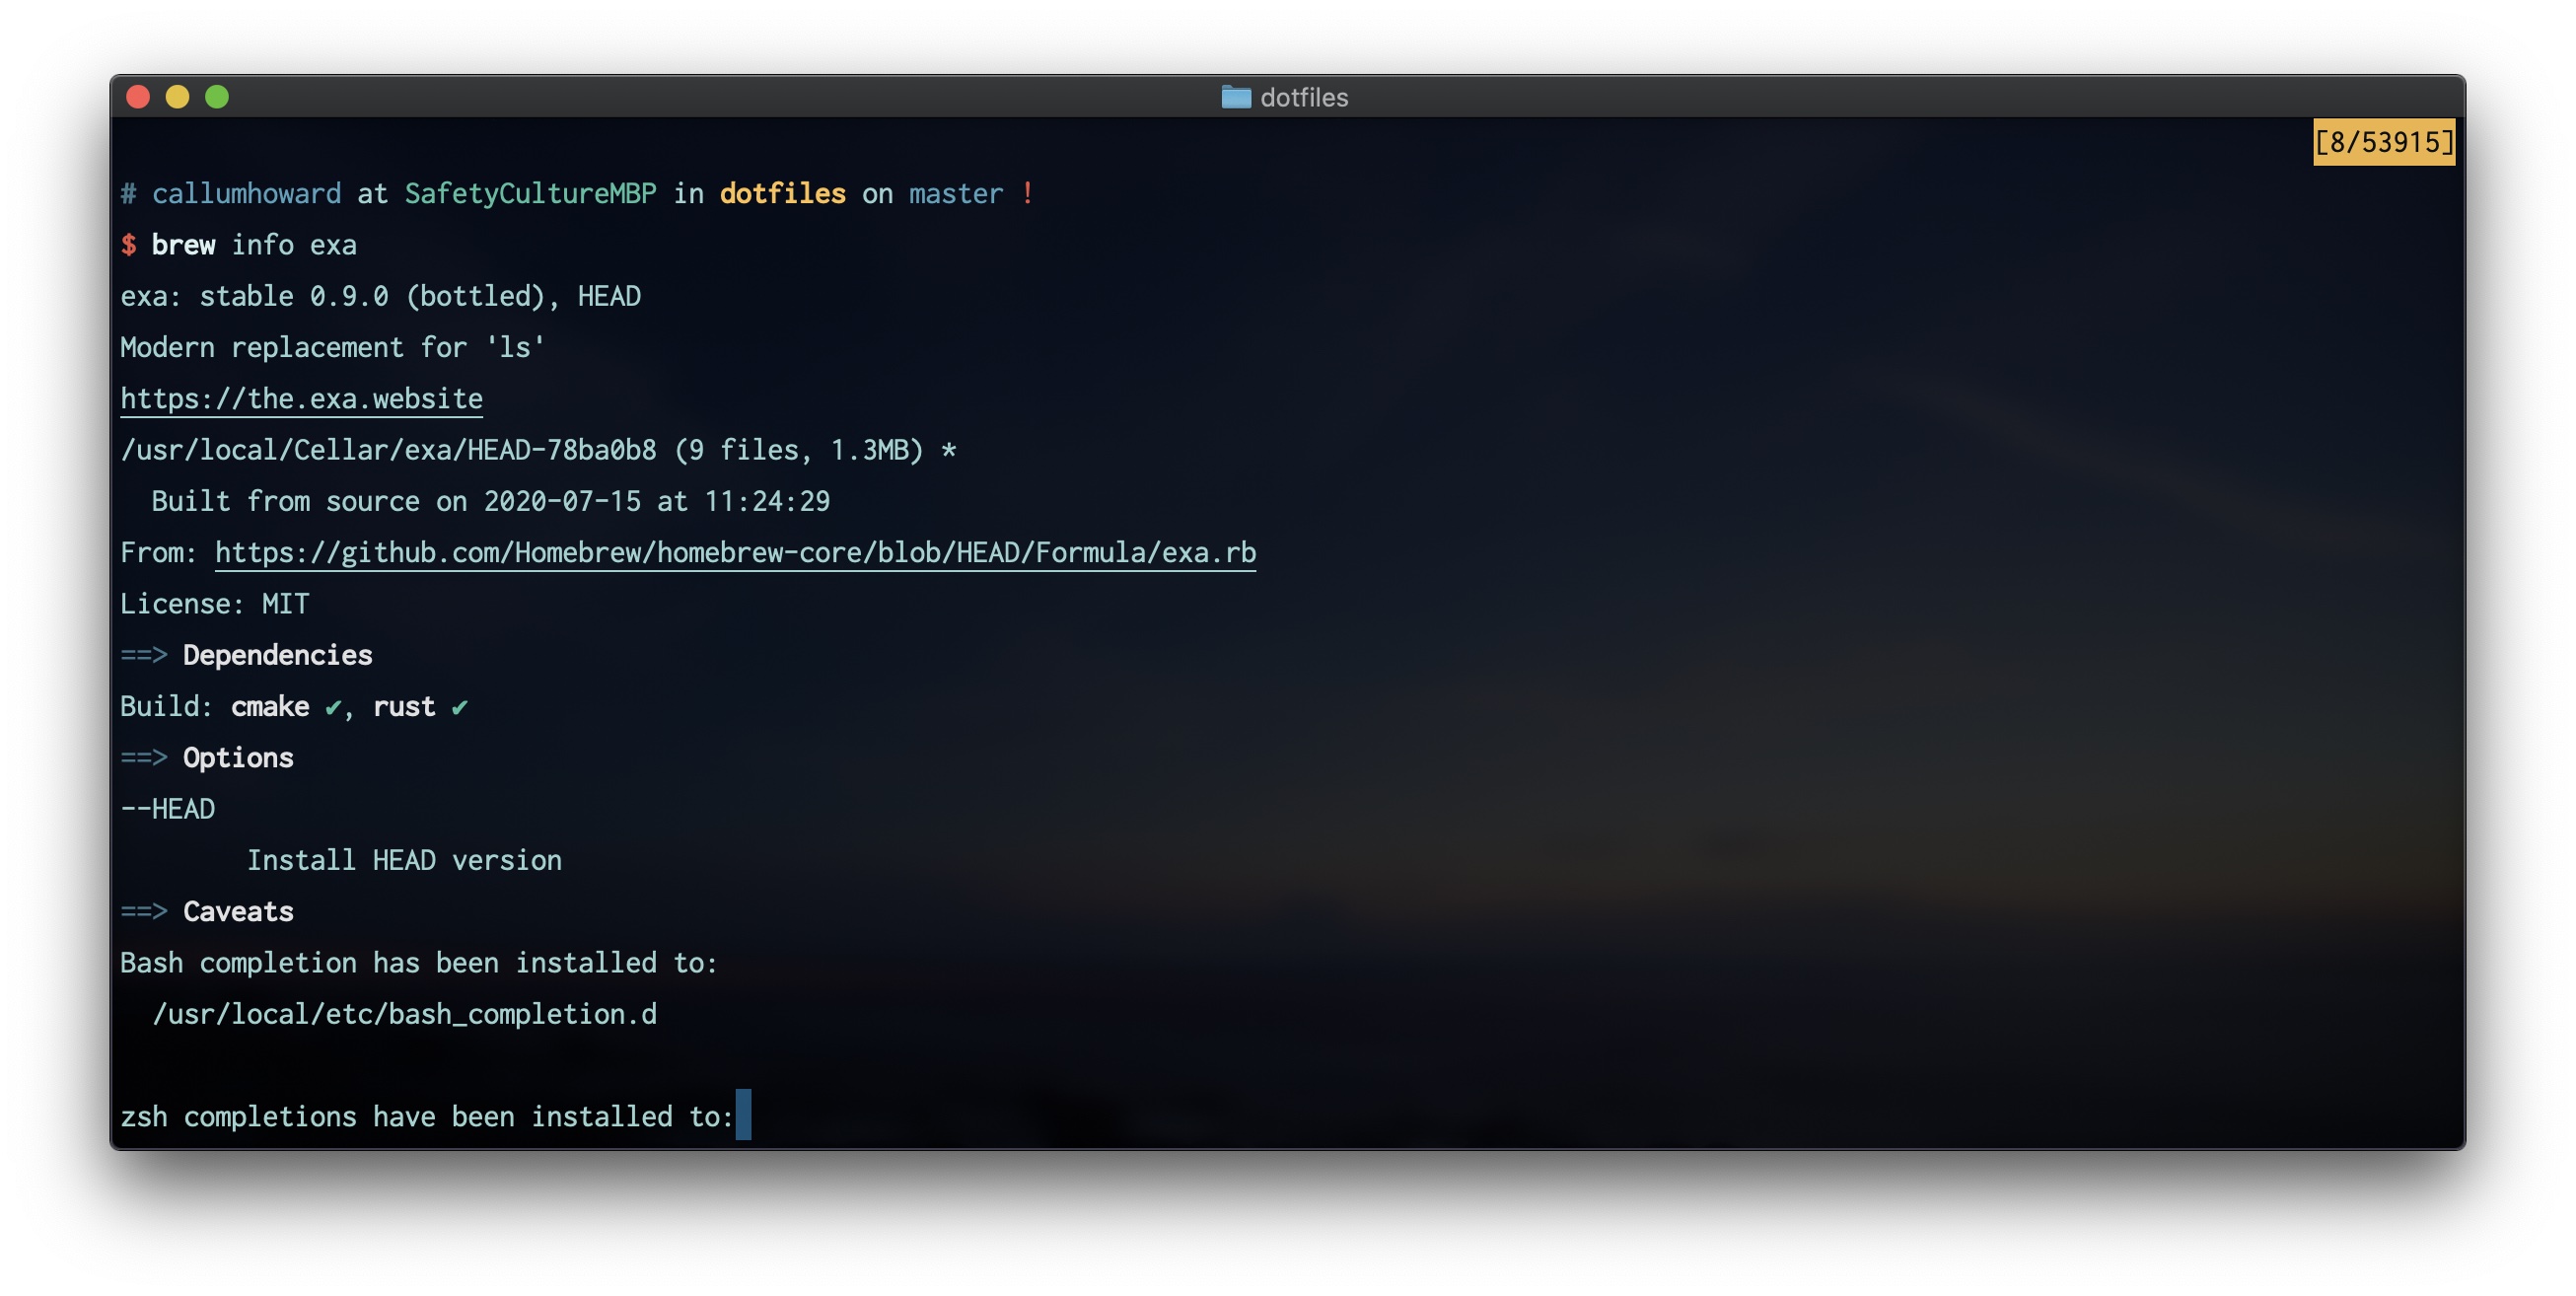 dotfiles
[8/53915]
# callumhoward at SafetyCultureMBP in dotfiles on master !
$ brew info exa
exa: stable 0.9.0 (bottled), HEAD
Modern replacement for 'ls'
https://the.exa.website
/usr/local/Cellar/exa/HEAD-78ba0b8 (9 files, 1.3MB) *
  Built from source on 2020-07-15 at 11:24:29
From: https://github.com/Homebrew/homebrew-core/blob/HEAD/Formula/exa.rb
License: MIT
==> Dependencies
Build: cmake ✔, rust ✔
==> Options
--HEAD
        Install HEAD version
==> Caveats
Bash completion has been installed to:
  /usr/local/etc/bash_completion.d
zsh completions have been installed to: